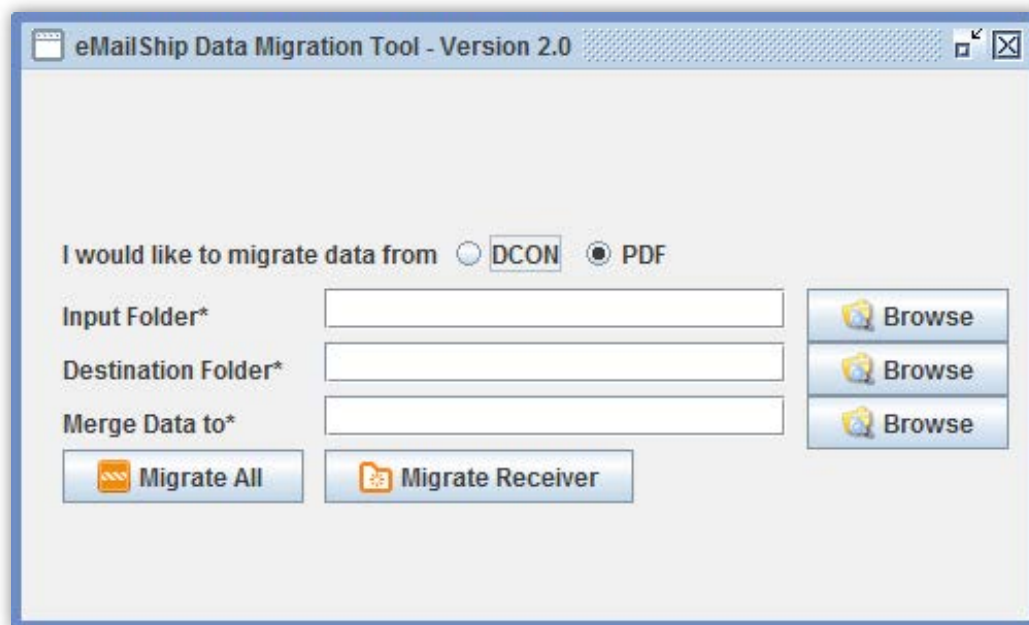 eMailShip Data Migration Tool - Version 2.0
I would like to migrate data from DCON PDF
Input Folder* Browse
Destination Folder* Browse
Merge Data to* Browse
Migrate All Migrate Receiver